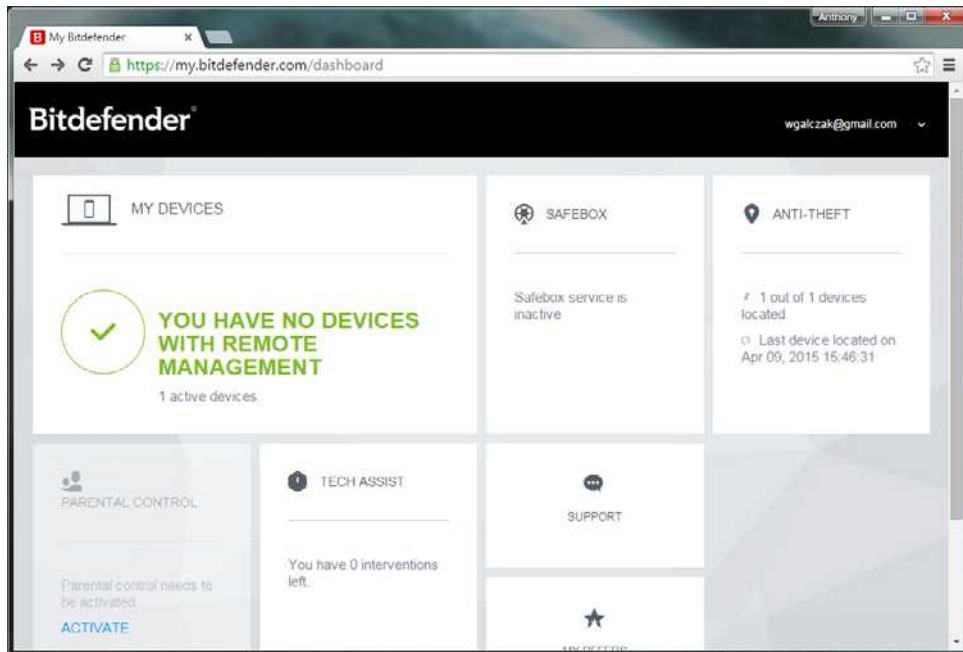 Anthony
My Bitdefender
https://my.bitdefender.com/dashboard
Bitdefender®
wgalczak@gmail.com
MY DEVICES
YOU HAVE NO DEVICES
WITH REMOTE
MANAGEMENT
1 active devices
SAFEBOX
Safebox service is
inactive
ANTI-THEFT
1 out of 1 devices
located
Last device located on
Apr 09, 2015 15:46:31
PARENTAL CONTROL
Parental control needs to
be activated.
ACTIVATE
TECH ASSIST
You have 0 interventions
left.
SUPPORT
MY OFFERS